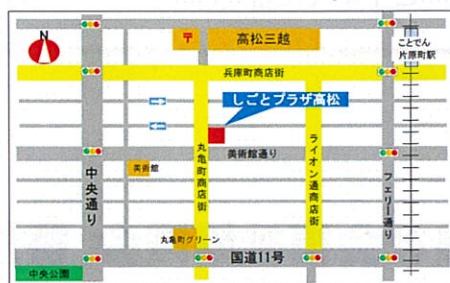 N
〒
高松三越
ことでん
片原町駅
兵庫町商店街
しごとプラザ高松
美術館通り
美術館
中央通り
丸亀町商店街
ライオン通商店街
フェリー通り
丸亀町グリーン
国道11号
中央公園